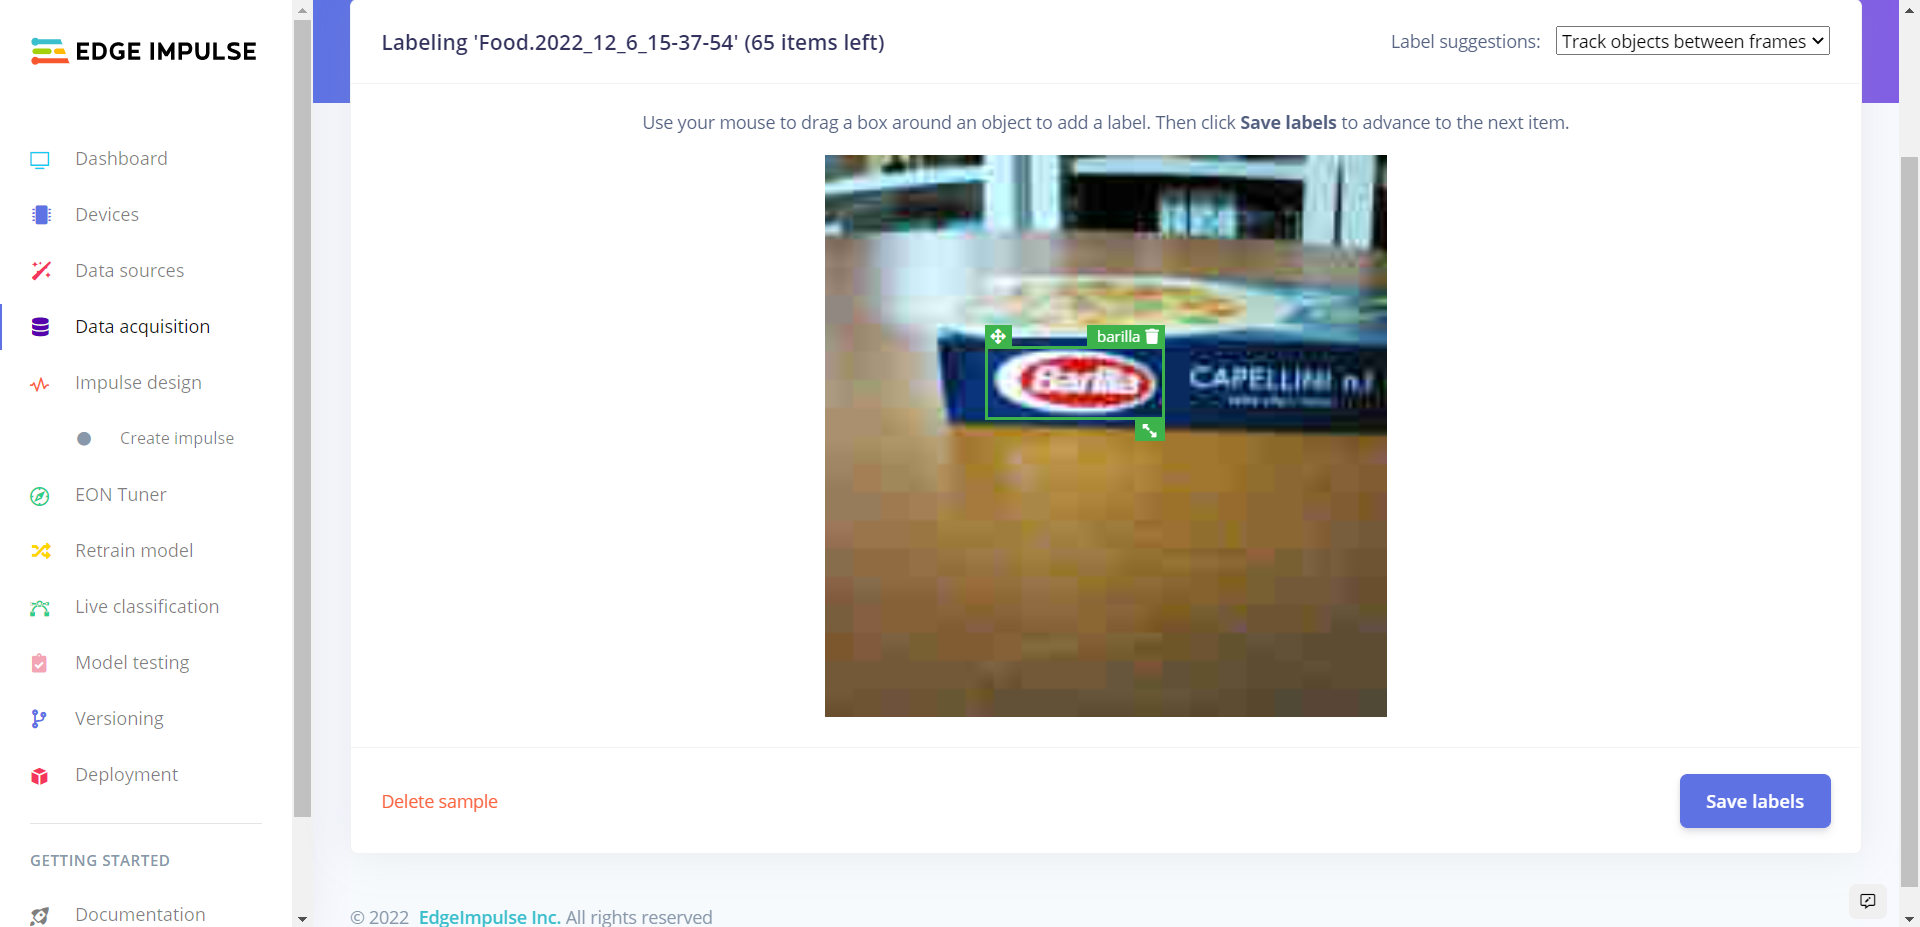 EDGE IMPULSE
Dashboard
Devices
Data sources
Data acquisition
Impulse design
Create impulse
EON Tuner
Retrain model
Live classification
Model testing
Versioning
Deployment
GETTING STARTED
Documentation
Labeling 'Food.2022_12_6_15-37-54' (65 items left)
Label suggestions: Track objects between frames
Use your mouse to drag a box around an object to add a label. Then click Save labels to advance to the next item.
barilla
Barilla
CAPELLINI n.1
Delete sample
Save labels
© 2022 EdgeImpulse Inc. All rights reserved